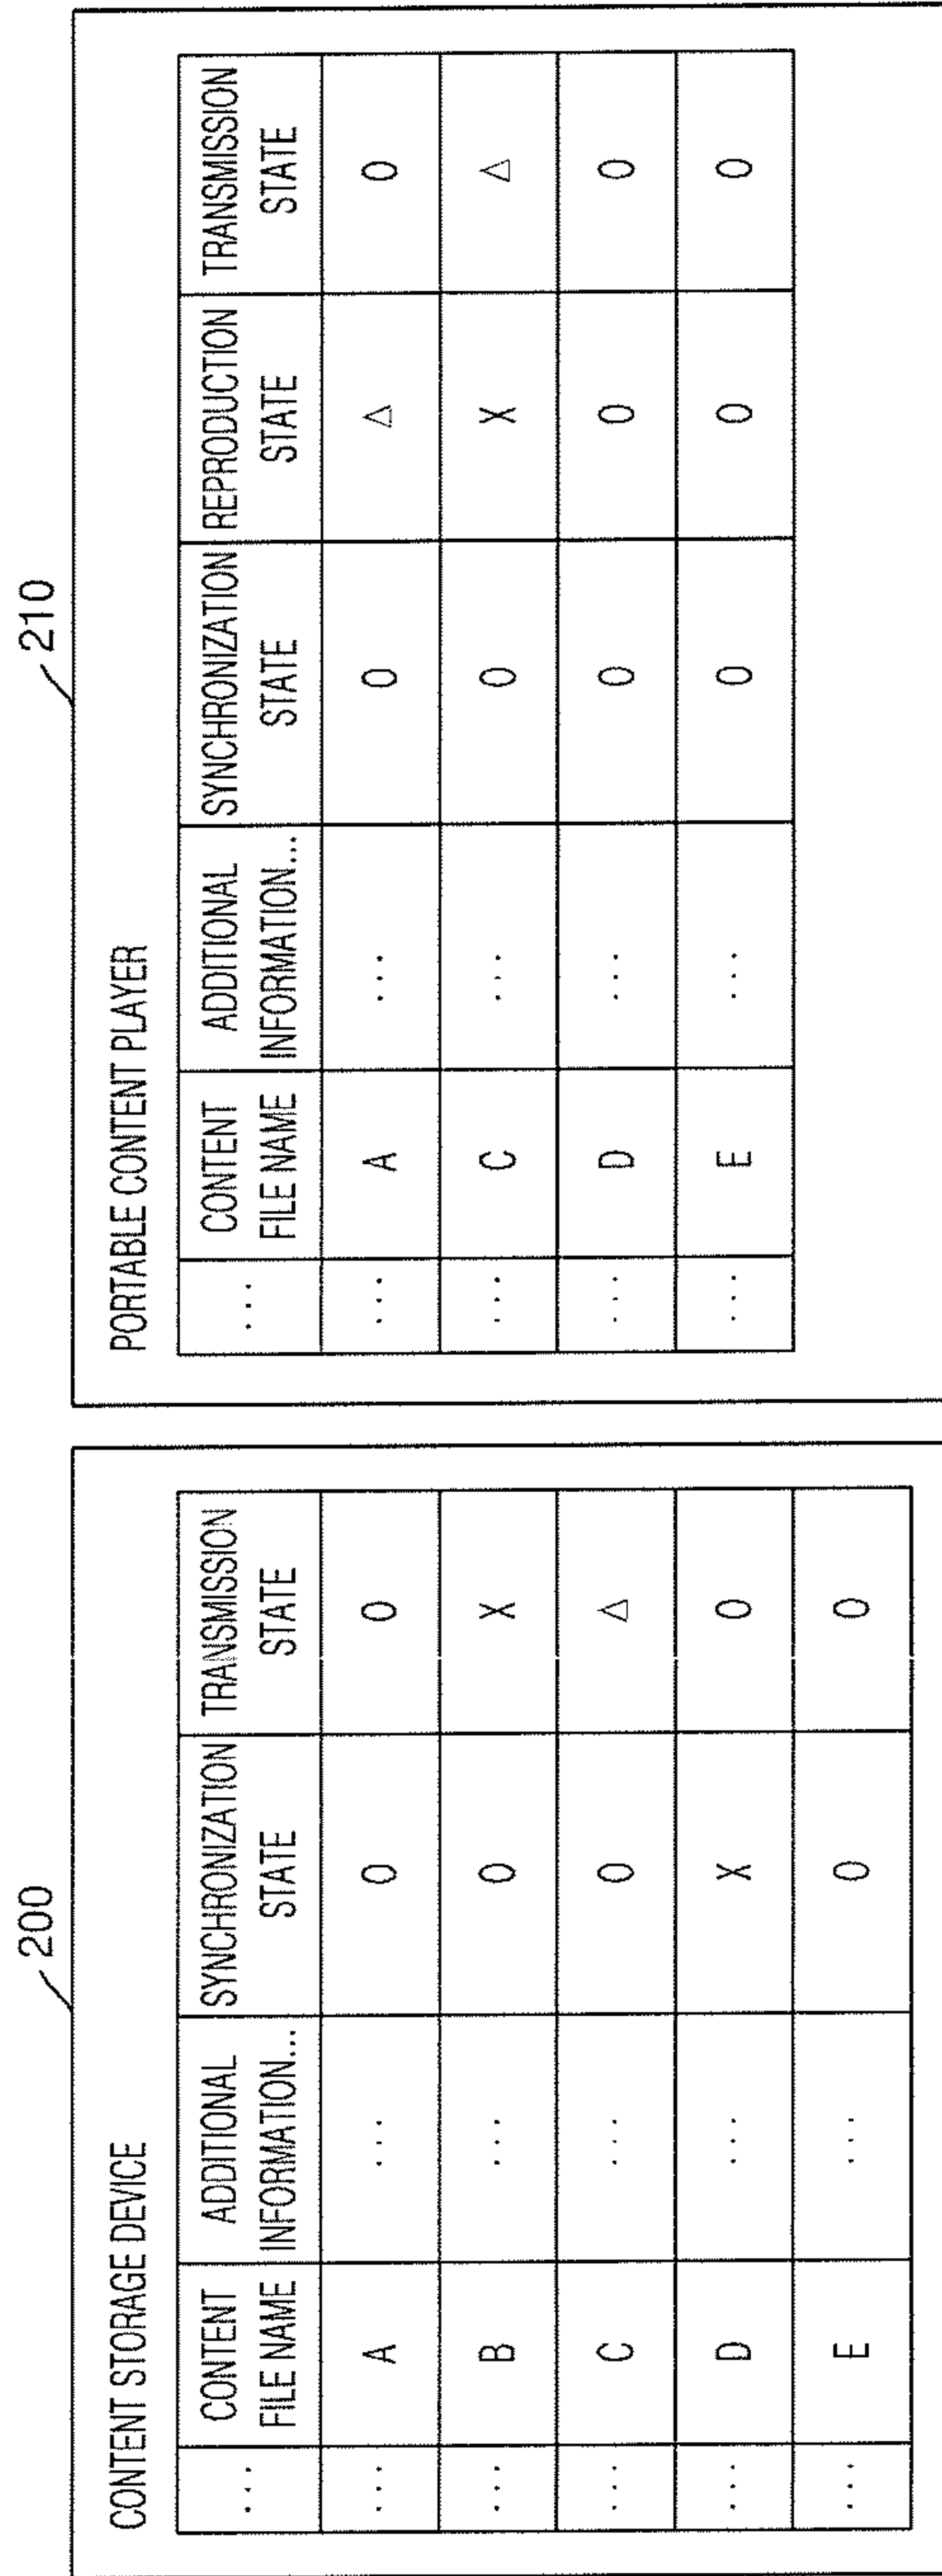 200
CONTENT STORAGE DEVICE
... CONTENT FILE NAME ADDITIONAL INFORMATION... SYNCHRONIZATION STATE TRANSMISSION STATE
... A ... O O
... B ... O X
... C ... O △
... D ... X O
... E ... O O
210
PORTABLE CONTENT PLAYER
... CONTENT FILE NAME ADDITIONAL INFORMATION... SYNCHRONIZATION STATE REPRODUCTION STATE TRANSMISSION STATE
... A ... O △ O
... C ... O X △
... D ... O O O
... E ... O O O